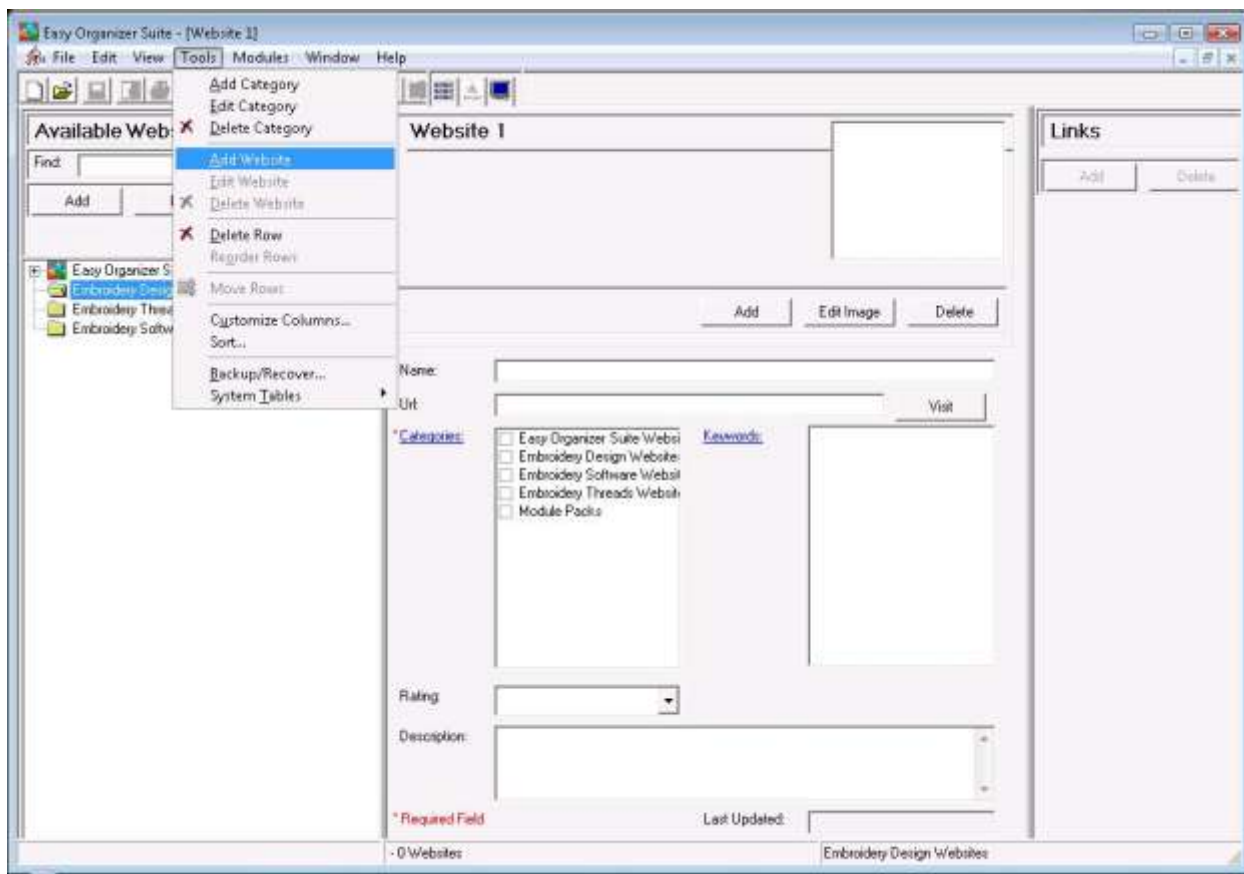 Easy Organizer Suite - [Website 1]
File Edit View Tools Modules Window Help
Add Category
Edit Category
Delete Category
Add Website
Edit Website
Delete Website
Delete Row
Reorder Rows
Move Rows
Customize Columns...
Sort...
Backup/Recover...
System Tables
Available Webs
Find:
Add
Easy Organizer S
Embroidery Desig
Embroidery Threa
Embroidery Softw
Website 1
Add Edit Image Delete
Name:
Url:
Visit
*Categories:
Easy Organizer Suite Websi
Embroidery Design Website
Embroidery Software Websit
Embroidery Threads Websit
Module Packs
Keywords:
Rating:
Description:
* Required Field
Last Updated:
Links
Add Delete
- 0 Websites
Embroidery Design Websites